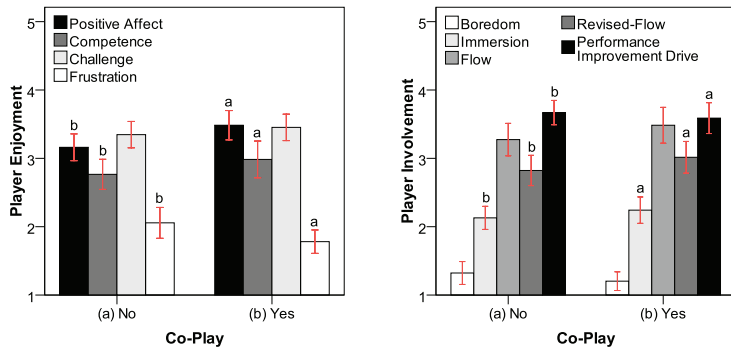 5
4
3
2
1
Player Enjoyment
Positive Affect
Competence
Challenge
Frustration
b
b
b
a
a
a
(a) No
(b) Yes
Co-Play
5
4
3
2
1
Player Involvement
Boredom
Immersion
Flow
Revised-Flow
Performance
Improvement Drive
b
b
b
a
a
a
(a) No
(b) Yes
Co-Play